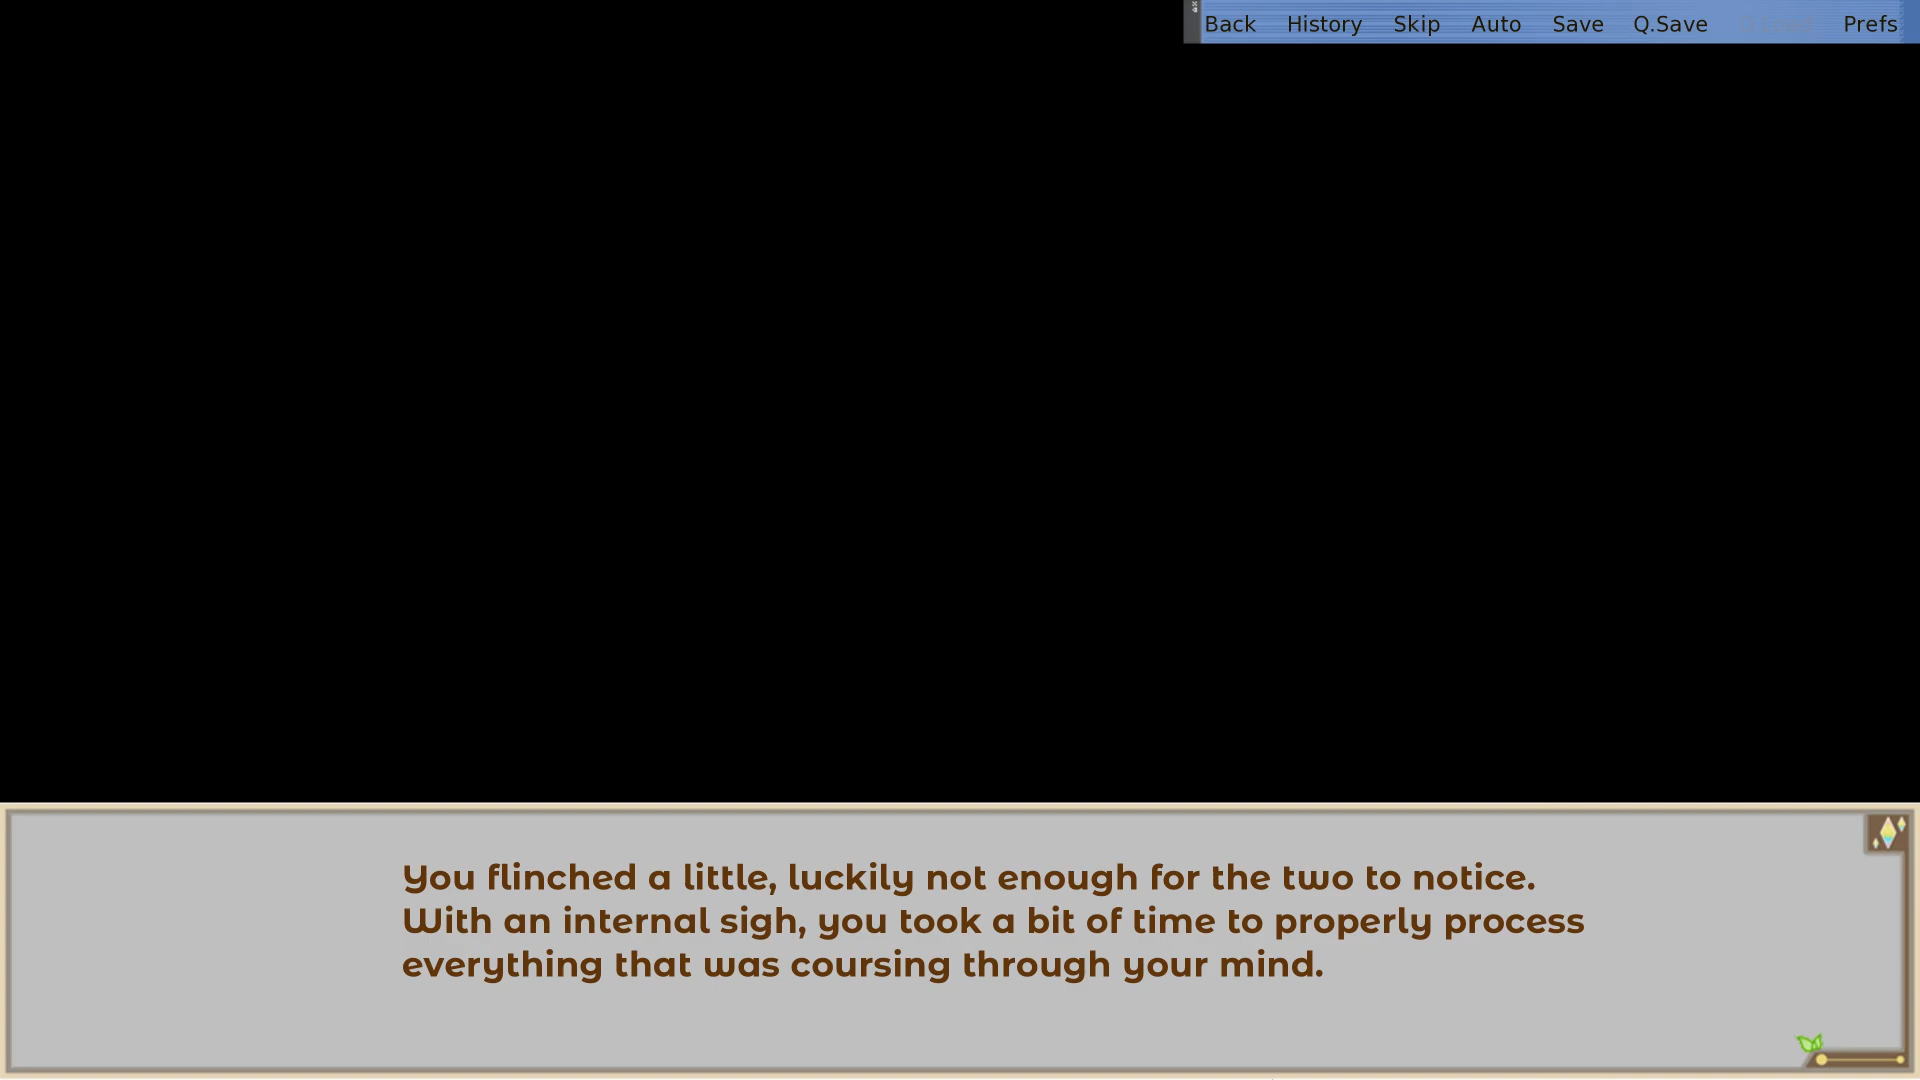 Back History Skip Auto Save Q.Save Q.Load Prefs
You flinched a little, luckily not enough for the two to notice.
With an internal sigh, you took a bit of time to properly process
everything that was coursing through your mind.